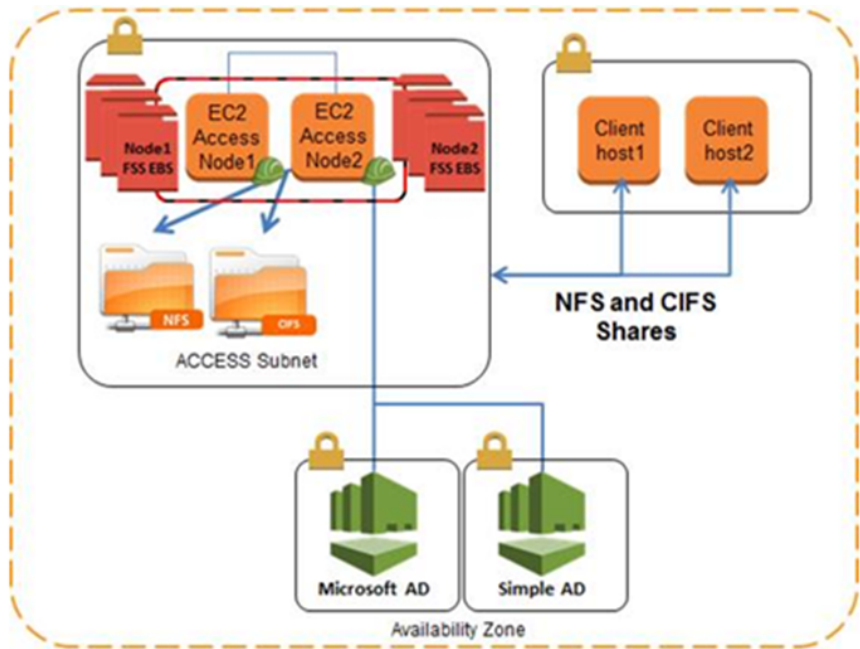 EC2
Access
Node1
EC2
Access
Node2
Node1
FSS EBS
Node2
FSS EBS
Client
host1
Client
host2
NFS
CIFS
ACCESS Subnet
NFS and CIFS
Shares
Microsoft AD
Simple AD
Availability Zone